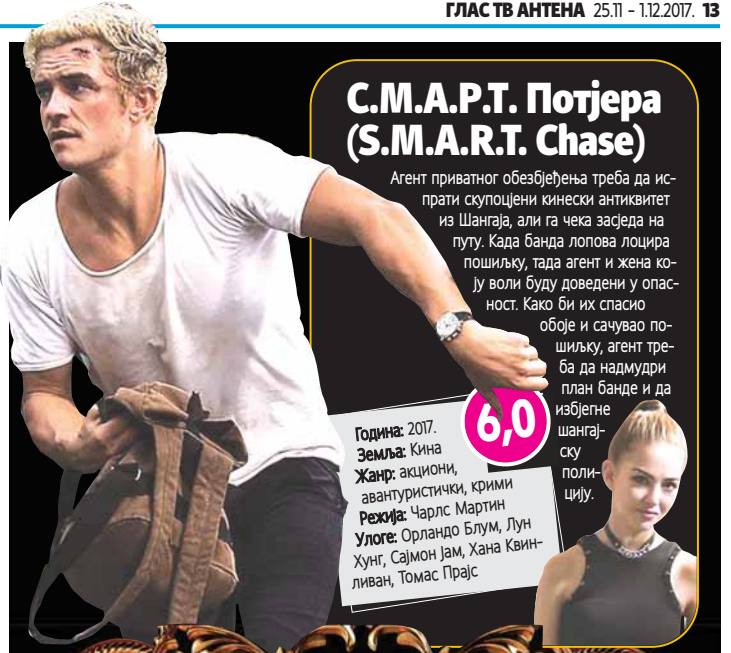 ГЛАС ТВ АНТЕНА 25.11 - 1.12.2017. 13
С.М.А.Р.Т. Потјера
(S.M.A.R.T. Chase)
Агент приватног обезбјеђења треба да ис-
прати скупоцјени кинески антиквитет
из Шангаја, али га чека засједа на
путу. Када банда лопова лоцира
пошиљку, тада агент и жена ко-
ју воли буду доведени у опас-
ност. Како би их спасио
обоје и сачувао по-
шиљку, агент тре-
ба да надмудри
план банде и да
избјегне
шангај-
ску
поли-
цију.
6,0
Година: 2017.
Земља: Кина
Жанр: акциони,
авантуристички, крими
Режија: Чарлс Мартин
Улоге: Орландо Блум, Лун
Хунг, Сајмон Јам, Хана Квин-
ливан, Томас Прајс